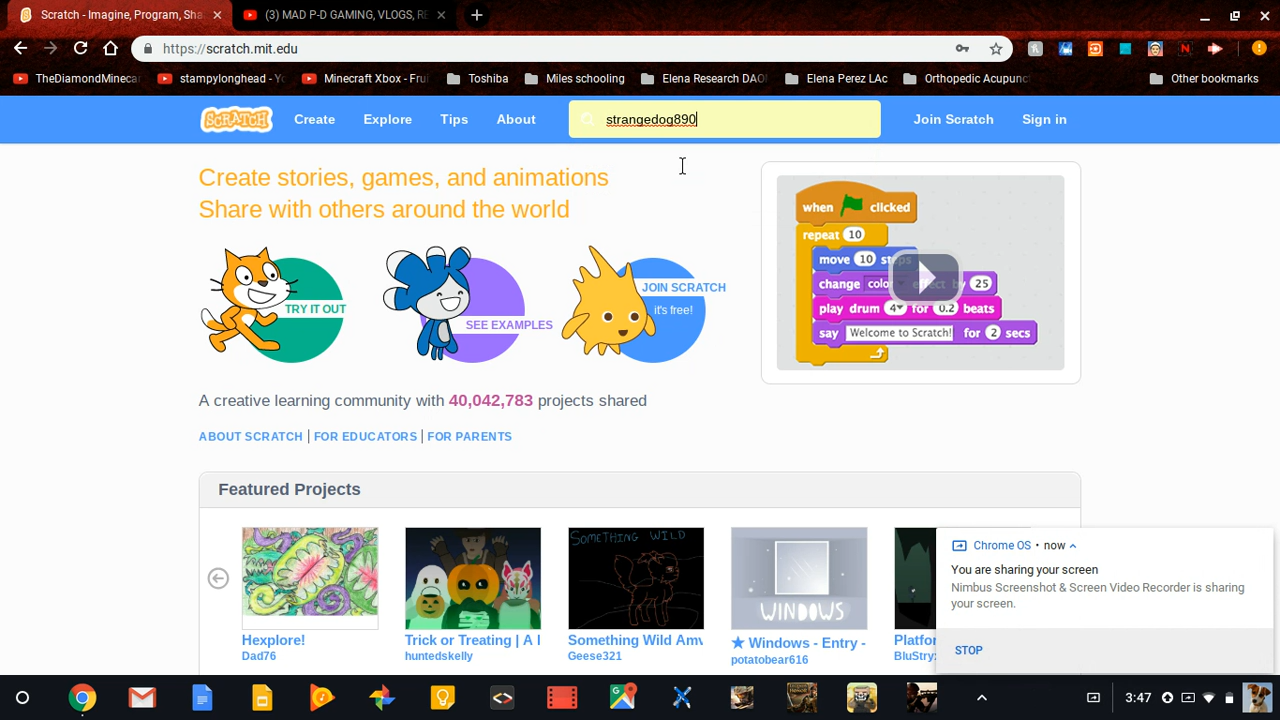 Scratch - Imagine, Program, Sha
(3) MAD P-D GAMING, VLOGS, RE
https://scratch.mit.edu
TheDiamondMinecar
stampylonghead - Yo
Minecraft Xbox - Frui
Toshiba
Miles schooling
Elena Research DAOM
Elena Perez LAc
Orthopedic Acupunc
Other bookmarks
SCRATCH
Create
Explore
Tips
About
strangedog890
Join Scratch
Sign in
Create stories, games, and animations
Share with others around the world
TRY IT OUT
SEE EXAMPLES
JOIN SCRATCH
it's free!
when clicked
repeat 10
move 10 steps
change color effect by 25
play drum 4 for 0.2 beats
say Welcome to Scratch! for 2 secs
A creative learning community with 40,042,783 projects shared
ABOUT SCRATCH | FOR EDUCATORS | FOR PARENTS
Featured Projects
SOMETHING WILD
WINDOWS
Hexplore!
Dad76
Trick or Treating | A I
huntedskelly
Something Wild Amv
Geese321
★ Windows - Entry -
potatobear616
Platfor
BluStry
Chrome OS • now
You are sharing your screen
Nimbus Screenshot & Screen Video Recorder is sharing
your screen.
STOP
3:47